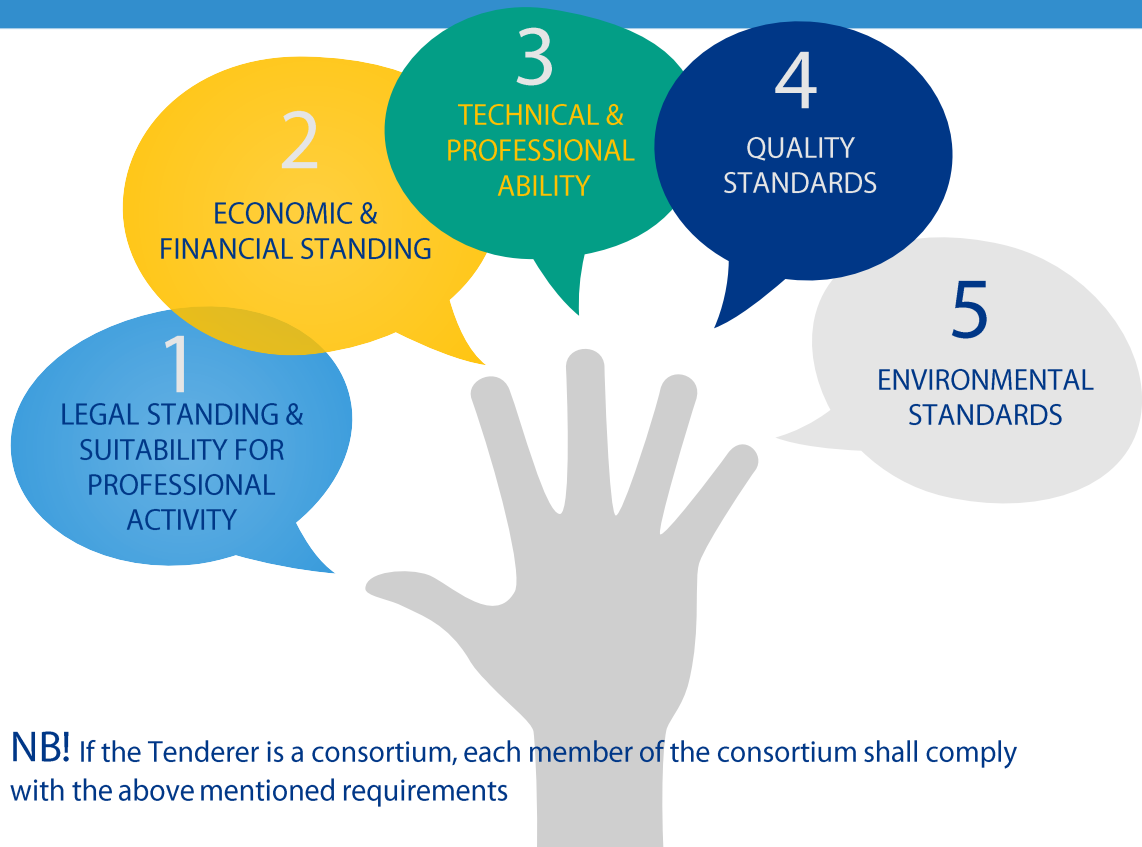 1
LEGAL STANDING &
SUITABILITY FOR
PROFESSIONAL
ACTIVITY
2
ECONOMIC &
FINANCIAL STANDING
3
TECHNICAL &
PROFESSIONAL
ABILITY
4
QUALITY
STANDARDS
5
ENVIRONMENTAL
STANDARDS
NB! If the Tenderer is a consortium, each member of the consortium shall comply
with the above mentioned requirements